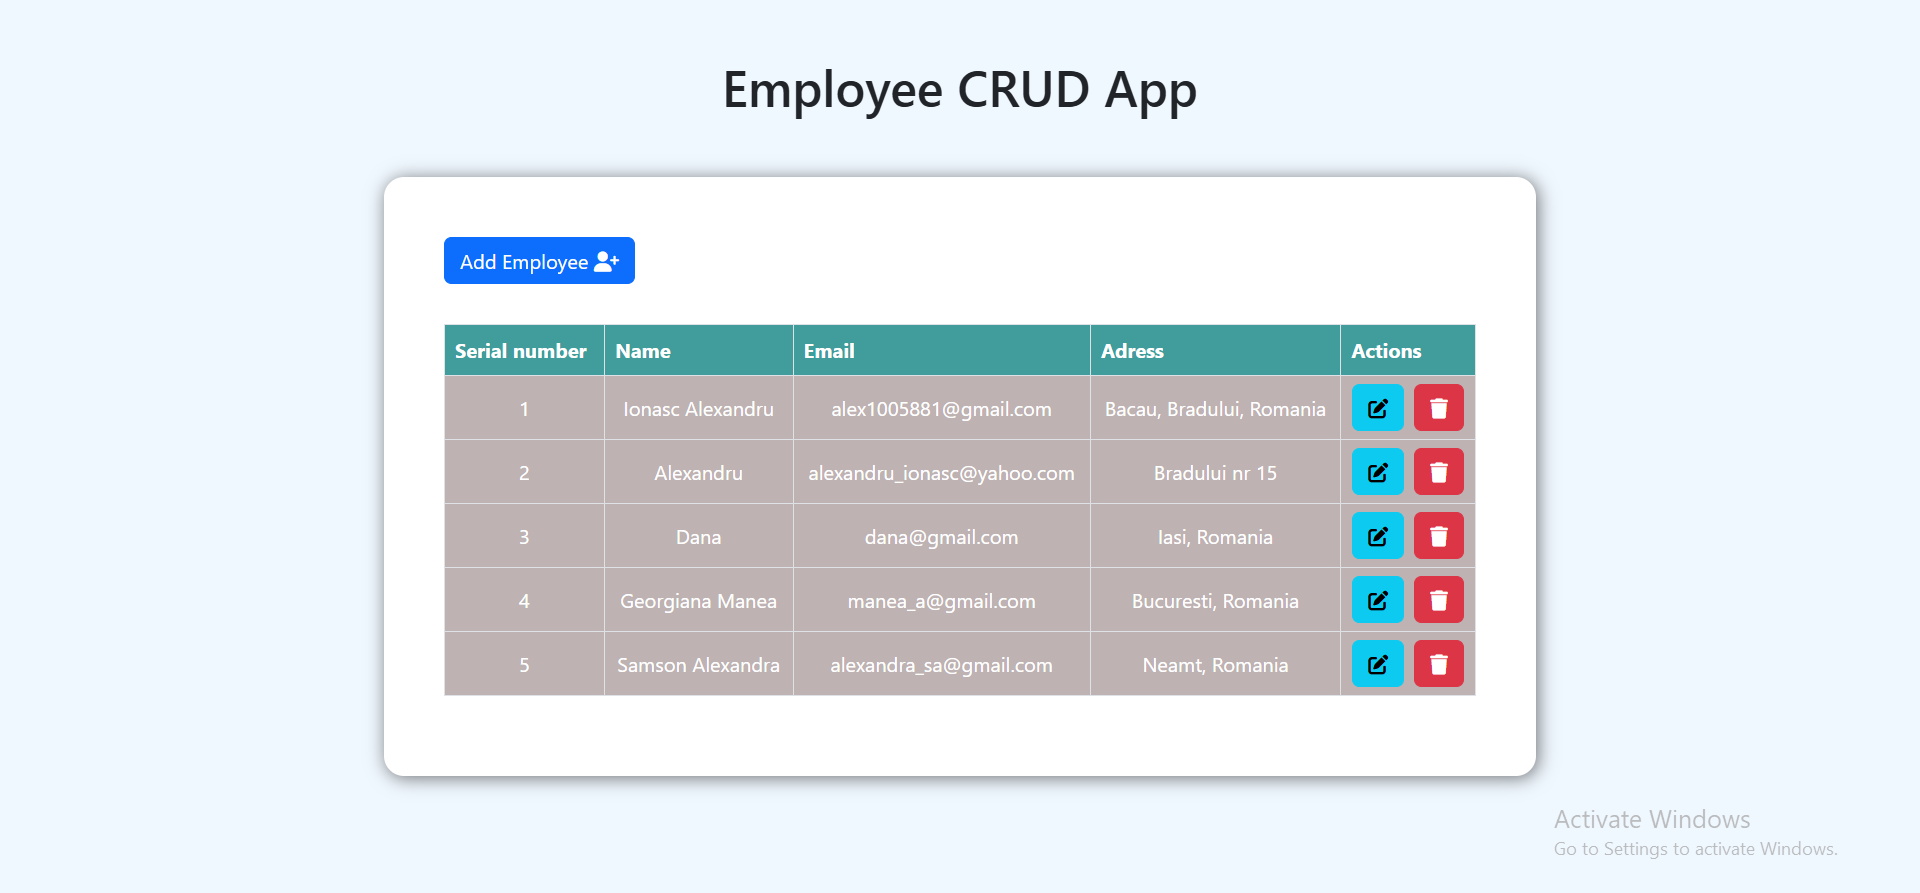 Employee CRUD App
Add Employee
Serial number Name Email Adress Actions
1 Ionasc Alexandru alex1005881@gmail.com Bacau, Bradului, Romania
2 Alexandru alexandru_ionasc@yahoo.com Bradului nr 15
3 Dana dana@gmail.com Iasi, Romania
4 Georgiana Manea manea_a@gmail.com Bucuresti, Romania
5 Samson Alexandra alexandra_sa@gmail.com Neamt, Romania
Activate Windows
Go to Settings to activate Windows.